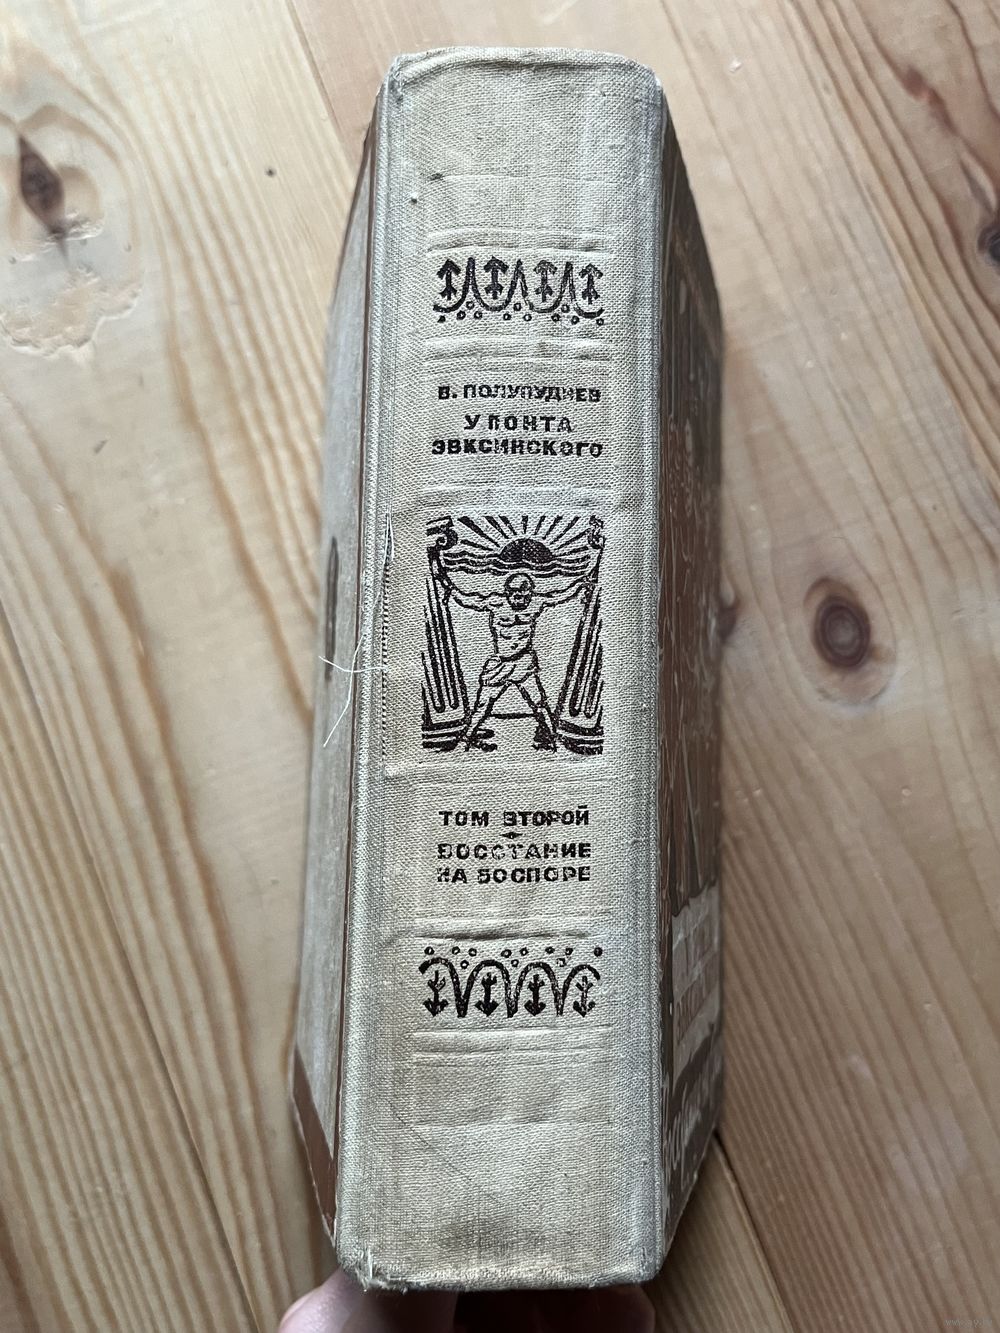 В. ПОЛУПУДНЕВ
У ПОНТА
ЭВКСИНСКОГО
ТОМ ВТОРОЙ
ВОССТАНИЕ
НА БОСПОРЕ